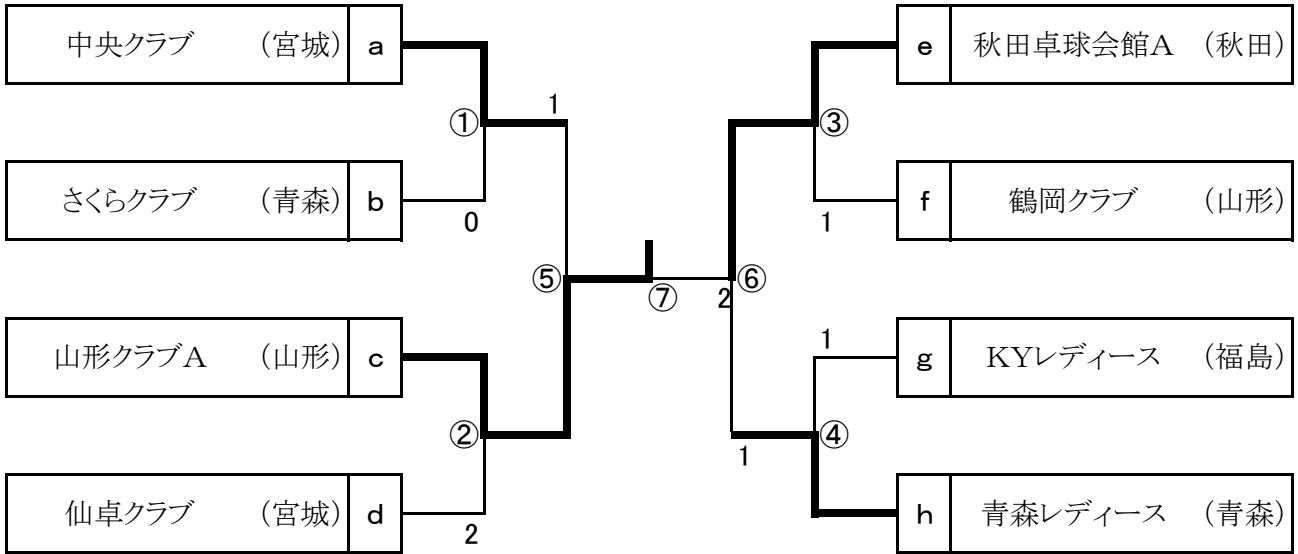 中央クラブ （宮城） a
e 秋田卓球会館A （秋田）
1
① ③
さくらクラブ （青森） b
f 鶴岡クラブ （山形）
0 1
⑤ ⑦ 2 ⑥
山形クラブA （山形） c
1
g KYレディース （福島）
② ④
1
仙卓クラブ （宮城） d
h 青森レディース （青森）
2